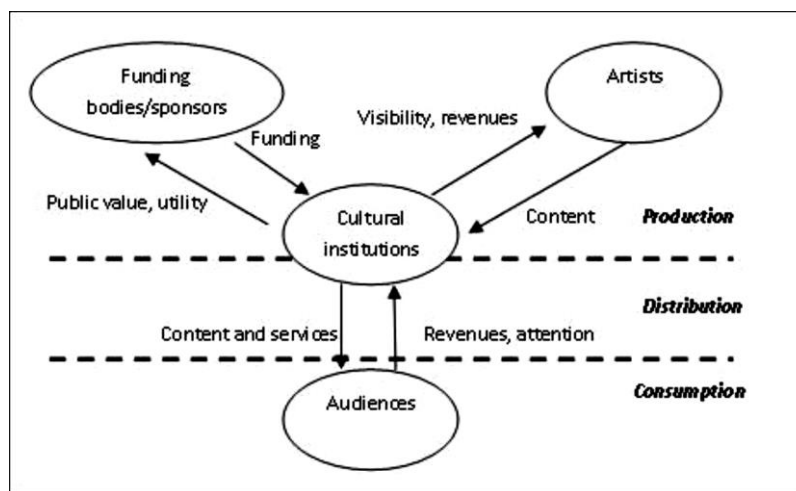 Funding
bodies/sponsors
Artists
Visibility, revenues
Funding
Public value, utility
Cultural
institutions
Content
Production
Distribution
Content and services
Revenues, attention
Consumption
Audiences